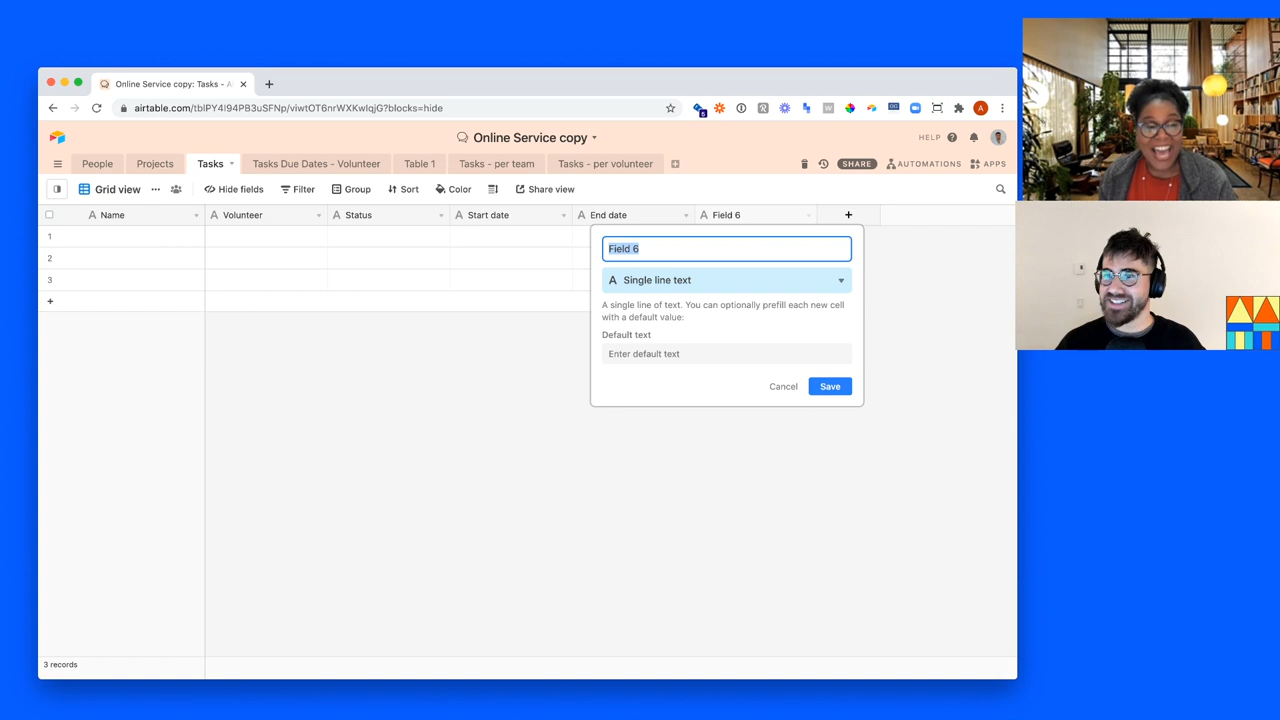 Online Service copy: Tasks - A
airtable.com/tblPY4I94PB3uSFNp/viwtOT6nrWXKwIqjG?blocks=hide
Online Service copy
HELP
People
Projects
Tasks
Tasks Due Dates - Volunteer
Table 1
Tasks - per team
Tasks - per volunteer
SHARE
AUTOMATIONS
APPS
Grid view
Hide fields
Filter
Group
Sort
Color
Share view
Name
Volunteer
Status
Start date
End date
Field 6
1
2
3
Field 6
Single line text
A single line of text. You can optionally prefill each new cell
with a default value:
Default text
Enter default text
Cancel
Save
3 records